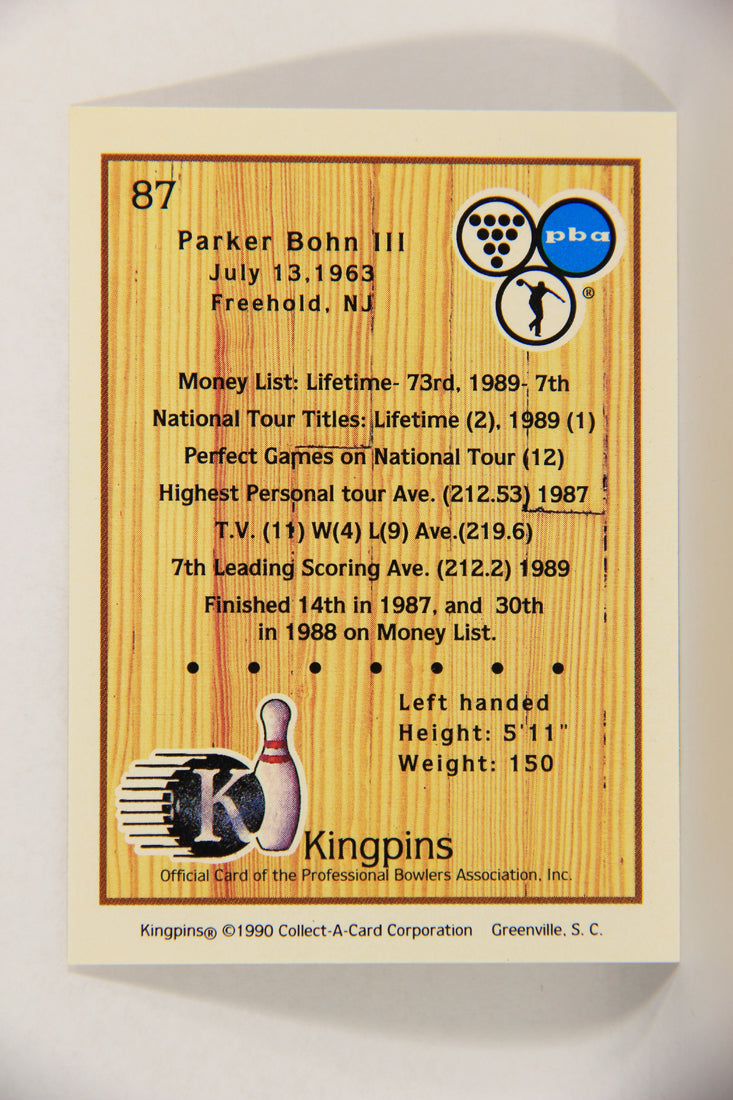 87
pba
®
Parker Bohn III
July 13,1963
Freehold, NJ
Money List: Lifetime- 73rd, 1989- 7th
National Tour Titles: Lifetime (2), 1989 (1)
Perfect Games on National Tour (12)
Highest Personal tour Ave. (212.53) 1987
T.V. (11) W(4) L(9) Ave.(219.6)
7th Leading Scoring Ave. (212.2) 1989
Finished 14th in 1987, and 30th
in 1988 on Money List.
Left handed
Height: 5'11"
Weight: 150
K
Kingpins
Official Card of the Professional Bowlers Association, Inc.
Kingpins® ©1990 Collect-A-Card Corporation Greenville, S. C.